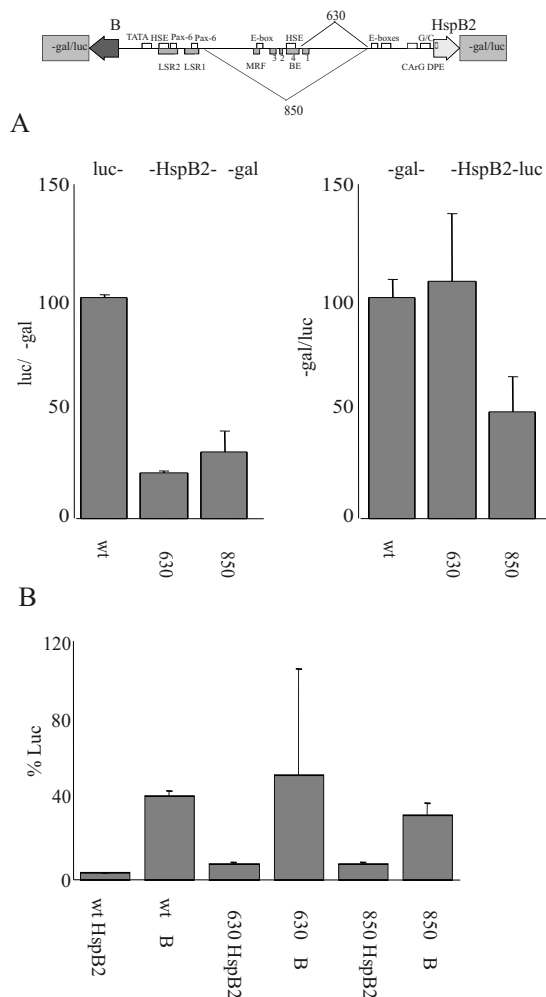 630
B
HspB2
TATA HSE Pax-6 Pax-6 E-box HSE E-boxes G/C
-gal/luc
-gal/luc
LSR2 LSR1 MRF 3 2 4 1 CArG DPE
BE
850
A
luc- -HspB2- -gal
-gal- -HspB2-luc
150
100
50
0
luc/ -gal
wt
630
850
150
100
50
0
-gal/luc
wt
630
850
B
120
80
40
0
% Luc
wt HspB2
wt B
630 HspB2
630 B
850 HspB2
850 B